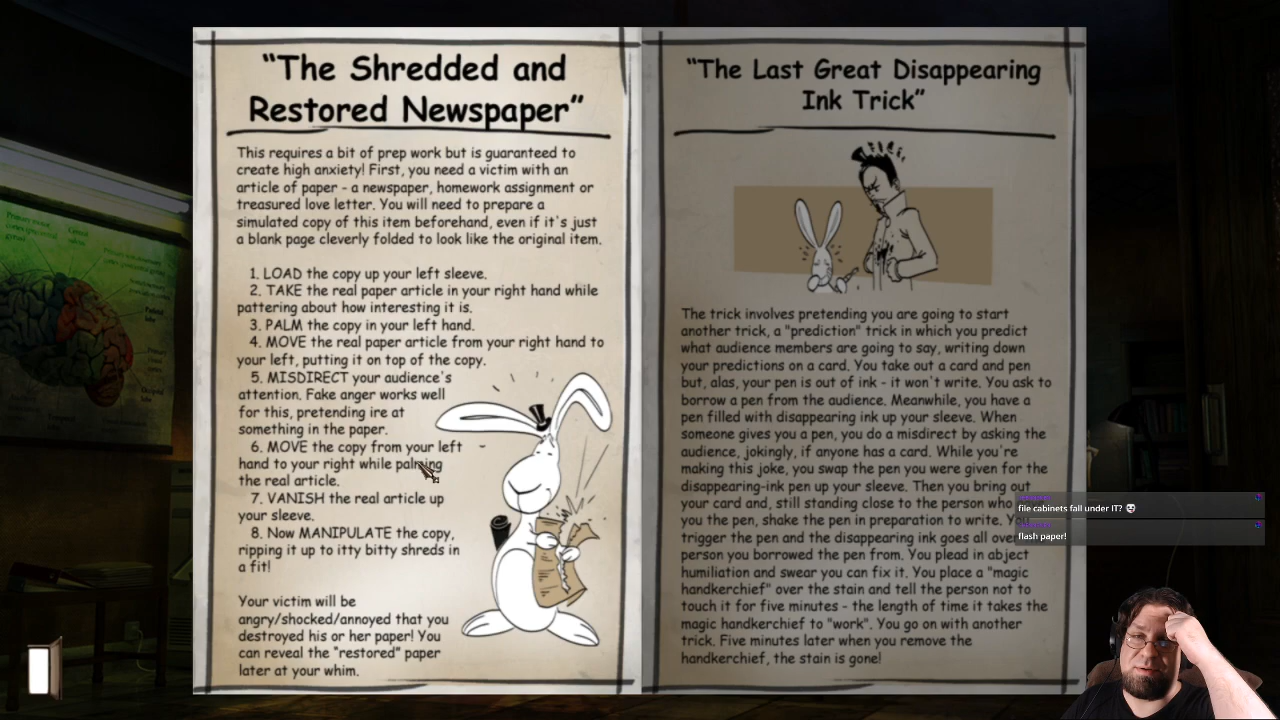 "The Shredded and
Restored Newspaper"
This requires a bit of prep work but is guaranteed to
create high anxiety! First, you need a victim with an
article of paper - a newspaper, homework assignment or
treasured love letter. You will need to prepare a
simulated copy of this item beforehand, even if it's just
a blank page cleverly folded to look like the original item.
1. LOAD the copy up your left sleeve.
2. TAKE the real paper article in your right hand while
pattering about how interesting it is.
3. PALM the copy in your left hand.
4. MOVE the real paper article from your right hand to
your left, putting it on top of the copy.
5. MISDIRECT your audience's
attention. Fake anger works well
for this, pretending ire at
something in the paper.
6. MOVE the copy from your left
hand to your right while palming
the real article.
7. VANISH the real article up
your sleeve.
8. Now MANIPULATE the copy,
ripping it up to itty bitty shreds in
a fit!
Your victim will be
angry/shocked/annoyed that you
destroyed his or her paper! You
can reveal the "restored" paper
later at your whim.
"The Last Great Disappearing
Ink Trick"
The trick involves pretending you are going to start
another trick, a "prediction" trick in which you predict
what audience members are going to say, writing down
your predictions on a card. You take out a card and pen
but, alas, your pen is out of ink - it won't write. You ask to
borrow a pen from the audience. Meanwhile, you have a
pen filled with disappearing ink up your sleeve. When
someone gives you a pen, you do a misdirect by asking the
audience, jokingly, if anyone has a card. While you're
making this joke, you swap the pen you were given for the
disappearing-ink pen up your sleeve. Then you bring out
your card and, still standing close to the person who
you the pen, shake the pen in preparation to write. You
trigger the pen and the disappearing ink goes all over
person you borrowed the pen from. You plead in abject
humiliation and swear you can fix it. You place a "magic
handkerchief" over the stain and tell the person not to
touch it for five minutes - the length of time it takes the
magic handkerchief to "work". You go on with another
trick. Five minutes later when you remove the
handkerchief, the stain is gone!
file cabinets fall under IT?
flash paper!